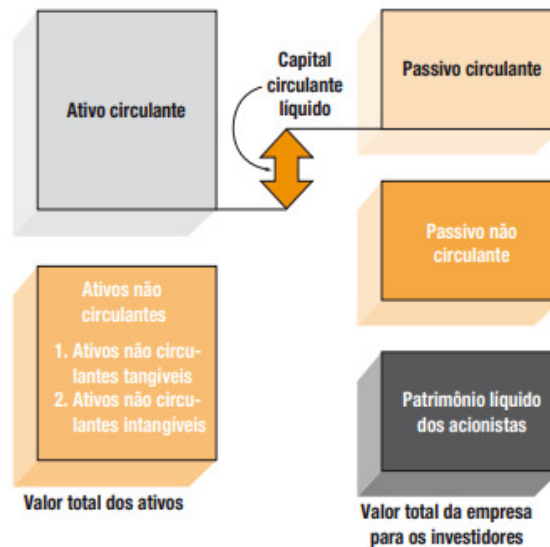 Ativo circulante
Capital
circulante
líquido
Passivo circulante
Passivo não
circulante
Ativos não
circulantes
1. Ativos não circu-
lantes tangíveis
2. Ativos não circu-
lantes intangíveis
Patrimônio líquido
dos acionistas
Valor total dos ativos
Valor total da empresa
para os investidores